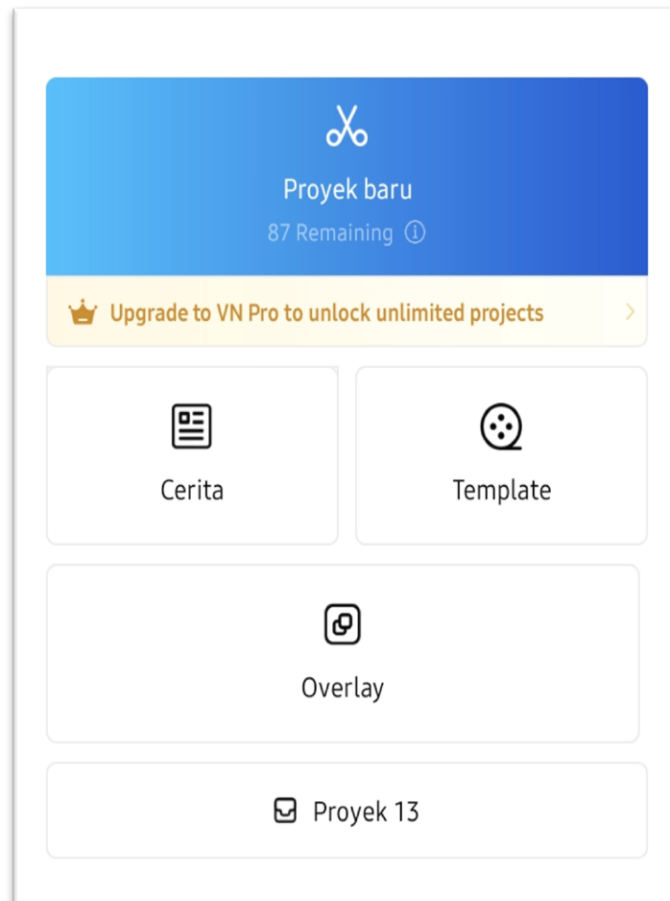 Proyek baru
87 Remaining
Upgrade to VN Pro to unlock unlimited projects
Cerita
Template
Overlay
Proyek 13